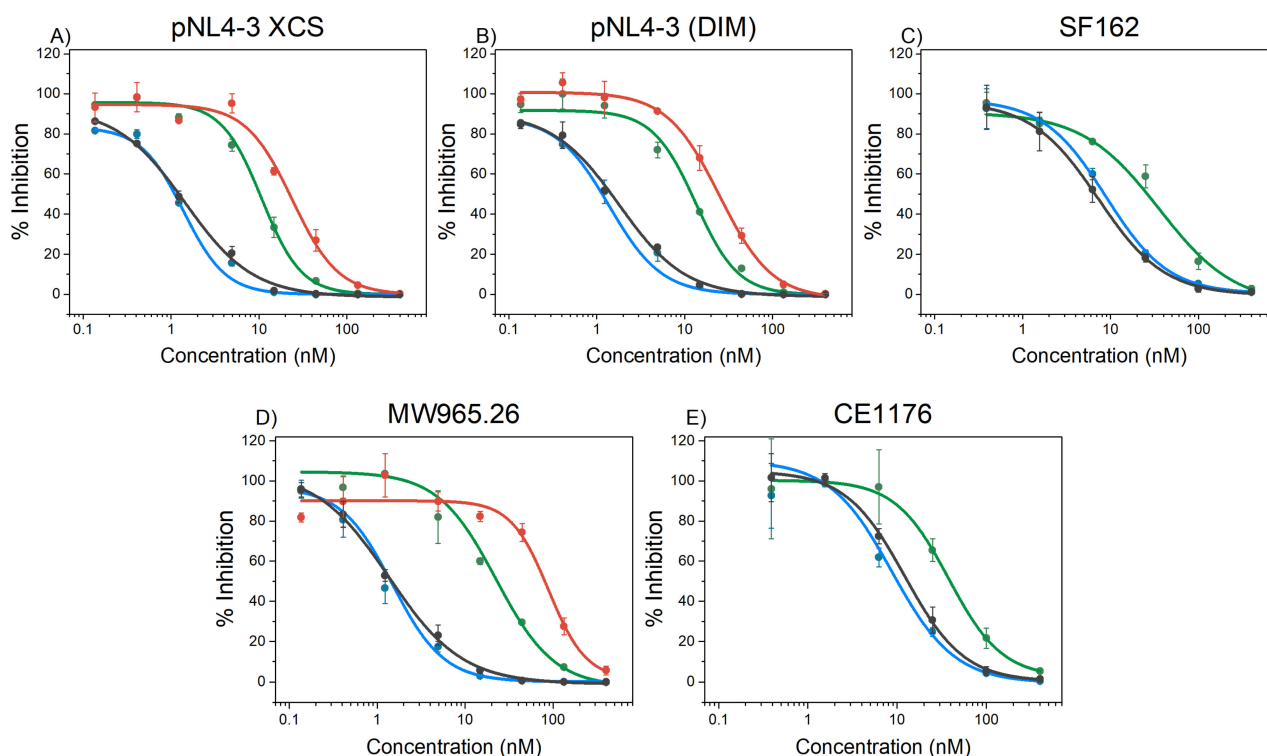 pNL4-3 XCS
pNL4-3 (DIM)
SF162
A)
B)
C)
120
100
80
60
40
20
0
% Inhibition
0.1
1
10
100
Concentration (nM)
120
100
80
60
40
20
0
% Inhibition
0.1
1
10
100
Concentration (nM)
120
100
80
60
40
20
0
% Inhibition
0.1
1
10
100
Concentration (nM)
D)
MW965.26
E)
CE1176
120
100
80
60
40
20
0
% Inhibition
0.1
1
10
100
Concentration (nM)
120
100
80
60
40
20
0
% Inhibition
0.1
1
10
100
Concentration (nM)